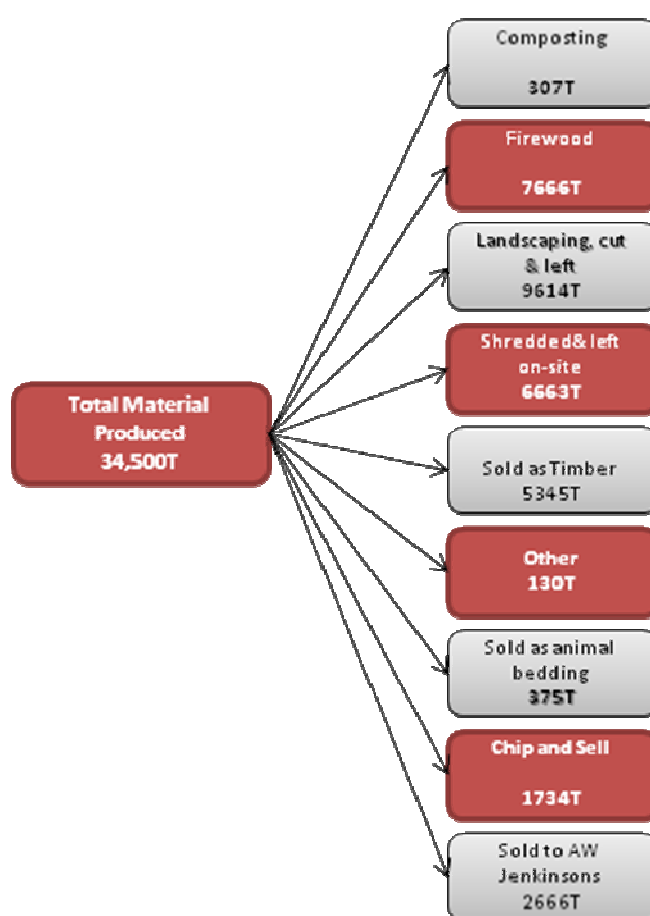 Composting
307T
Firewood
7666T
Landscaping, cut
& left
9614T
Shredded& left
on-site
6663T
Total Material
Produced
34,500T
Sold as Timber
5345T
Other
130T
Sold as animal
bedding
375T
Chip and Sell
1734T
Sold to AW
Jenkinsons
2666T